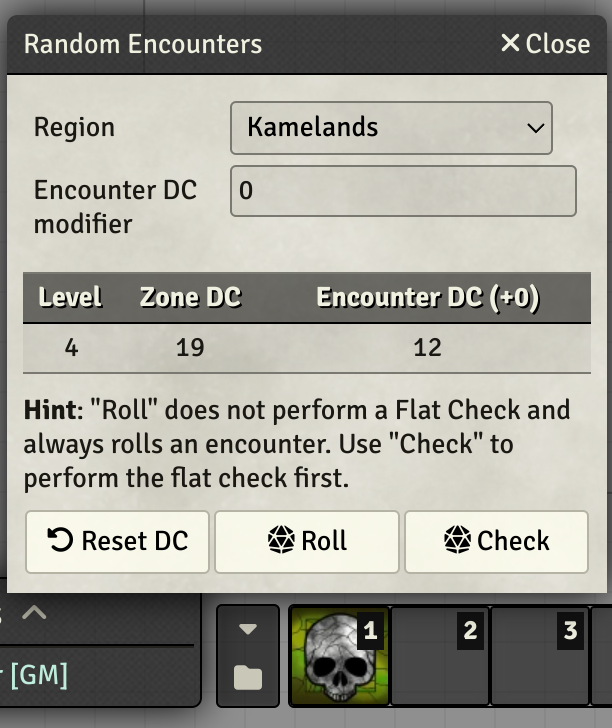 Random Encounters
Close
Region
Kamelands
Encounter DC
modifier
0
Level Zone DC Encounter DC (+0)
4 19 12
Hint: "Roll" does not perform a Flat Check and
always rolls an encounter. Use "Check" to
perform the flat check first.
Reset DC
Roll
Check
1
2
3
[GM]